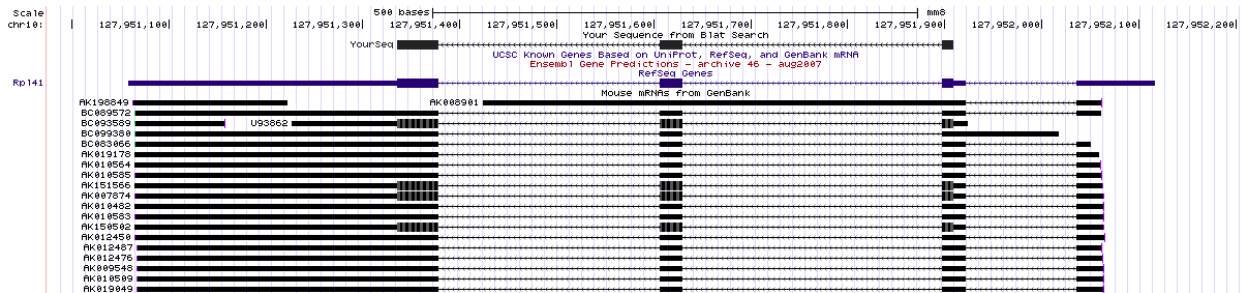 Scale 500 bases mm8
chr10: 127,951,100 127,951,200 127,951,300 127,951,400 127,951,500 127,951,600 127,951,700 127,951,800 127,951,900 127,952,000 127,952,100 127,952,200
Your Sequence from Blat Search
YourSeq
UCSC Known Genes Based on UniProt, RefSeq, and GenBank mRNA
Ensembl Gene Predictions - archive 46 - aug2007
RefSeq Genes
Rpl41
Mouse mRNAs from GenBank
AK198849 AK008901
BC089572
BC093589 U93862
BC099380
BC083066
AK019178
AK010564
AK010585
AK151566
AK007874
AK010482
AK010583
AK150502
AK012450
AK012487
AK012476
AK009548
AK010509
AK019049